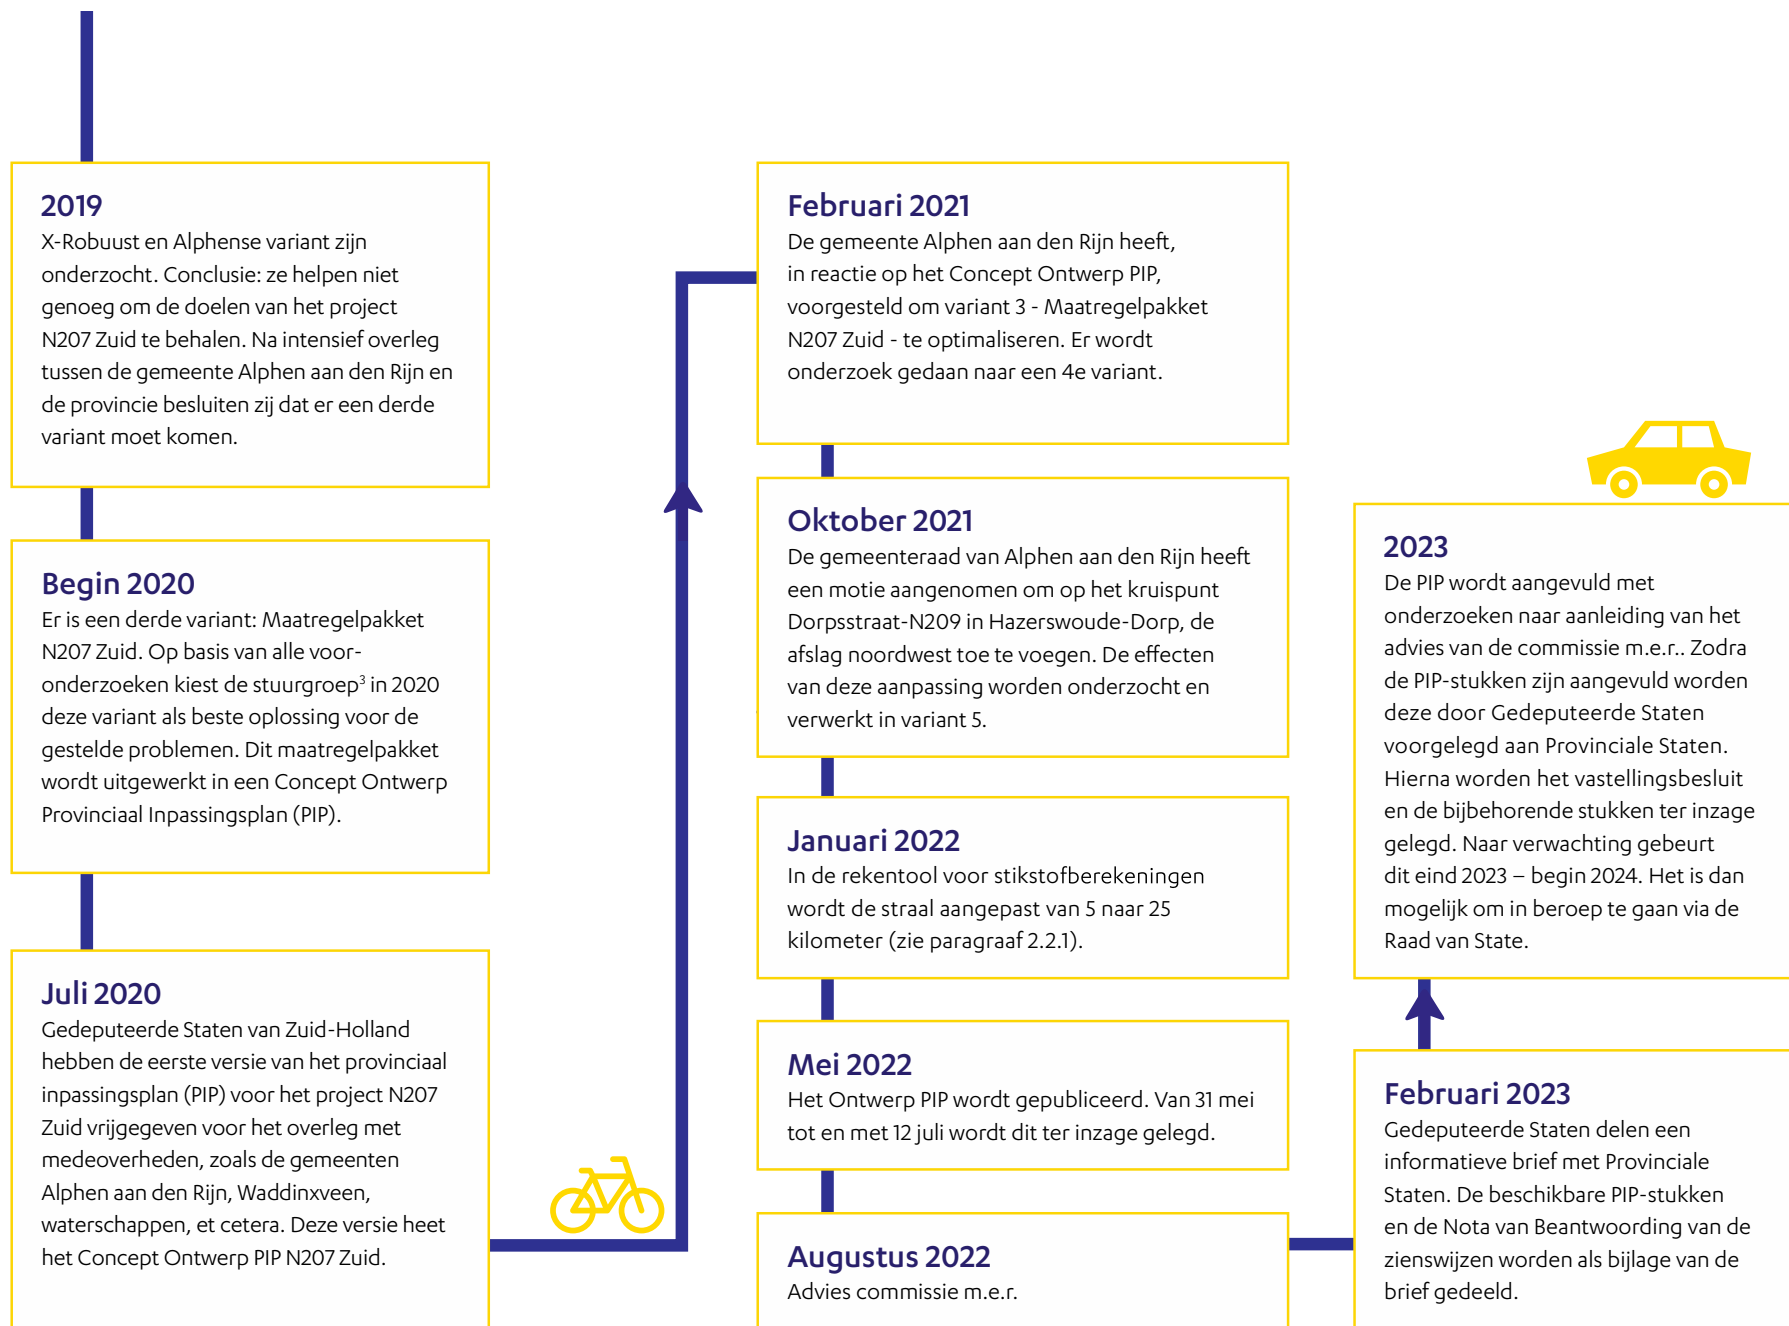 2019
X-Robuust en Alphense variant zijn
onderzocht. Conclusie: ze helpen niet
genoeg om de doelen van het project
N207 Zuid te behalen. Na intensief overleg
tussen de gemeente Alphen aan den Rijn en
de provincie besluiten zij dat er een derde
variant moet komen.
Begin 2020
Er is een derde variant: Maatregelpakket
N207 Zuid. Op basis van alle voor-
onderzoeken kiest de stuurgroep³ in 2020
deze variant als beste oplossing voor de
gestelde problemen. Dit maatregelpakket
wordt uitgewerkt in een Concept Ontwerp
Provinciaal Inpassingsplan (PIP).
Juli 2020
Gedeputeerde Staten van Zuid-Holland
hebben de eerste versie van het provinciaal
inpassingsplan (PIP) voor het project N207
Zuid vrijgegeven voor het overleg met
medeoverheden, zoals de gemeenten
Alphen aan den Rijn, Waddinxveen,
waterschappen, et cetera. Deze versie heet
het Concept Ontwerp PIP N207 Zuid.
Februari 2021
De gemeente Alphen aan den Rijn heeft,
in reactie op het Concept Ontwerp PIP,
voorgesteld om variant 3 - Maatregelpakket
N207 Zuid - te optimaliseren. Er wordt
onderzoek gedaan naar een 4e variant.
Oktober 2021
De gemeenteraad van Alphen aan den Rijn heeft
een motie aangenomen om op het kruispunt
Dorpsstraat-N209 in Hazerswoude-Dorp, de
afslag noordwest toe te voegen. De effecten
van deze aanpassing worden onderzocht en
verwerkt in variant 5.
Januari 2022
In de rekentool voor stikstofberekeningen
wordt de straal aangepast van 5 naar 25
kilometer (zie paragraaf 2.2.1).
Mei 2022
Het Ontwerp PIP wordt gepubliceerd. Van 31 mei
tot en met 12 juli wordt dit ter inzage gelegd.
Augustus 2022
Advies commissie m.e.r.
Februari 2023
Gedeputeerde Staten delen een
informatieve brief met Provinciale
Staten. De beschikbare PIP-stukken
en de Nota van Beantwoording van de
zienswijzen worden als bijlage van de
brief gedeeld.
2023
De PIP wordt aangevuld met
onderzoeken naar aanleiding van het
advies van de commissie m.e.r.. Zodra
de PIP-stukken zijn aangevuld worden
deze door Gedeputeerde Staten
voorgelegd aan Provinciale Staten.
Hierna worden het vastellingsbesluit
en de bijbehorende stukken ter inzage
gelegd. Naar verwachting gebeurt
dit eind 2023 – begin 2024. Het is dan
mogelijk om in beroep te gaan via de
Raad van State.